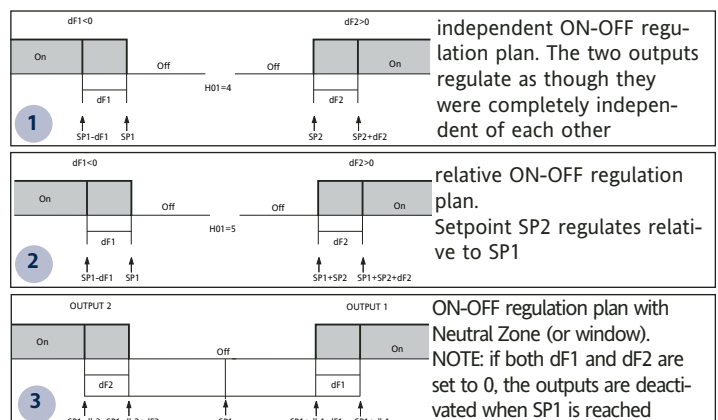 dF1<0 dF2>0
On Off Off On
dF1 H01=4 dF2
1
SP1-dF1 SP1 SP2 SP2+dF2
independent ON-OFF regu-
lation plan. The two outputs
regulate as though they
were completely indepen-
dent of each other
dF1<0 dF2>0
On Off Off On
dF1 H01=5 dF2
2
SP1-dF1 SP1 SP1+SP2 SP1+SP2+dF2
relative ON-OFF regulation
plan.
Setpoint SP2 regulates relati-
ve to SP1
OUTPUT 2 OUTPUT 1
On Off On
dF2 dF1
3
ON-OFF regulation plan with
Neutral Zone (or window).
NOTE: if both dF1 and dF2 are
set to 0, the outputs are deacti-
vated when SP1 is reached